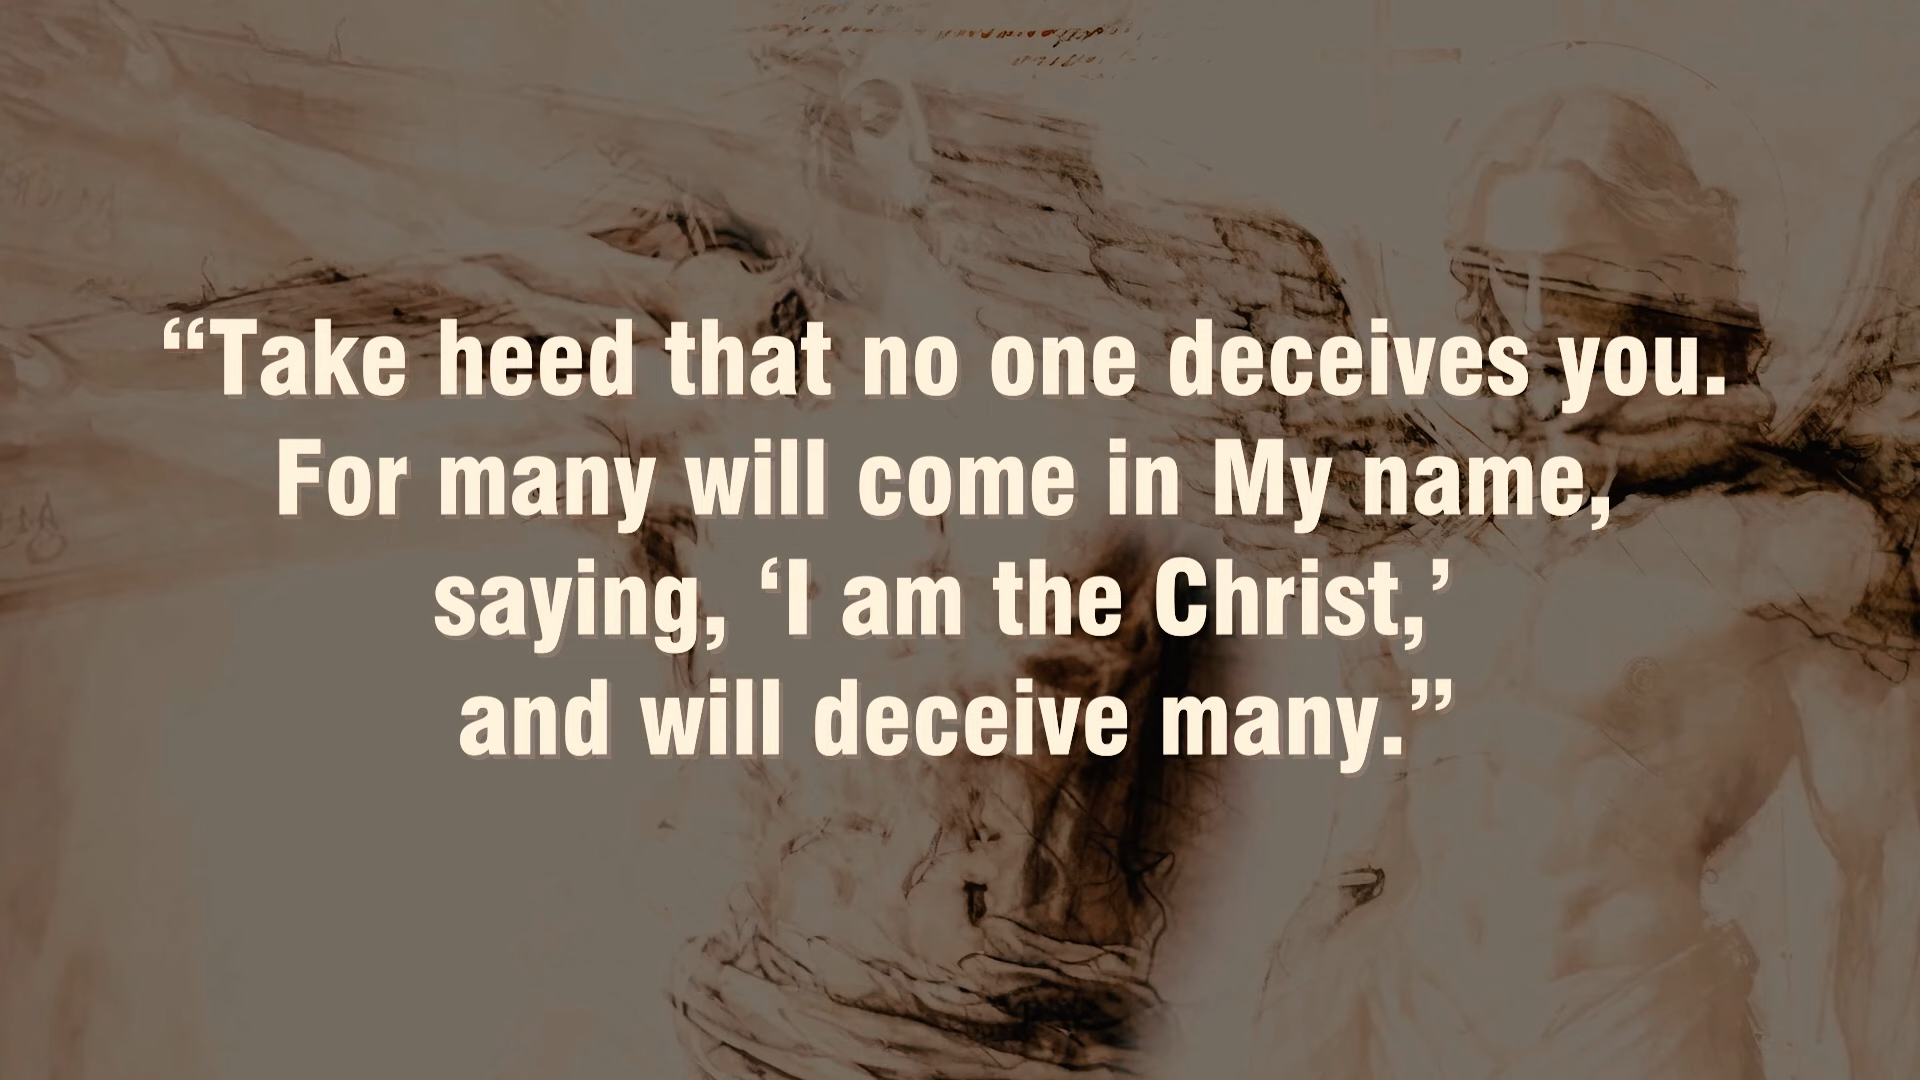 “Take heed that no one deceives you.
For many will come in My name,
saying, ‘I am the Christ,’
and will deceive many.”